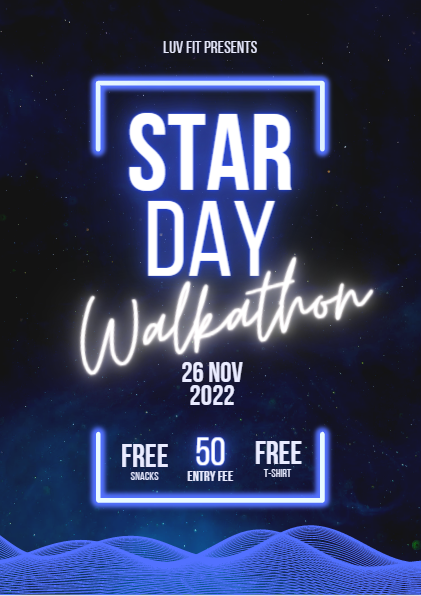 LUV FIT PRESENTS
STAR
DAY
Walkathon
26 NOV
2022
FREE 50 FREE
SNACKS ENTRY FEE T-SHIRT